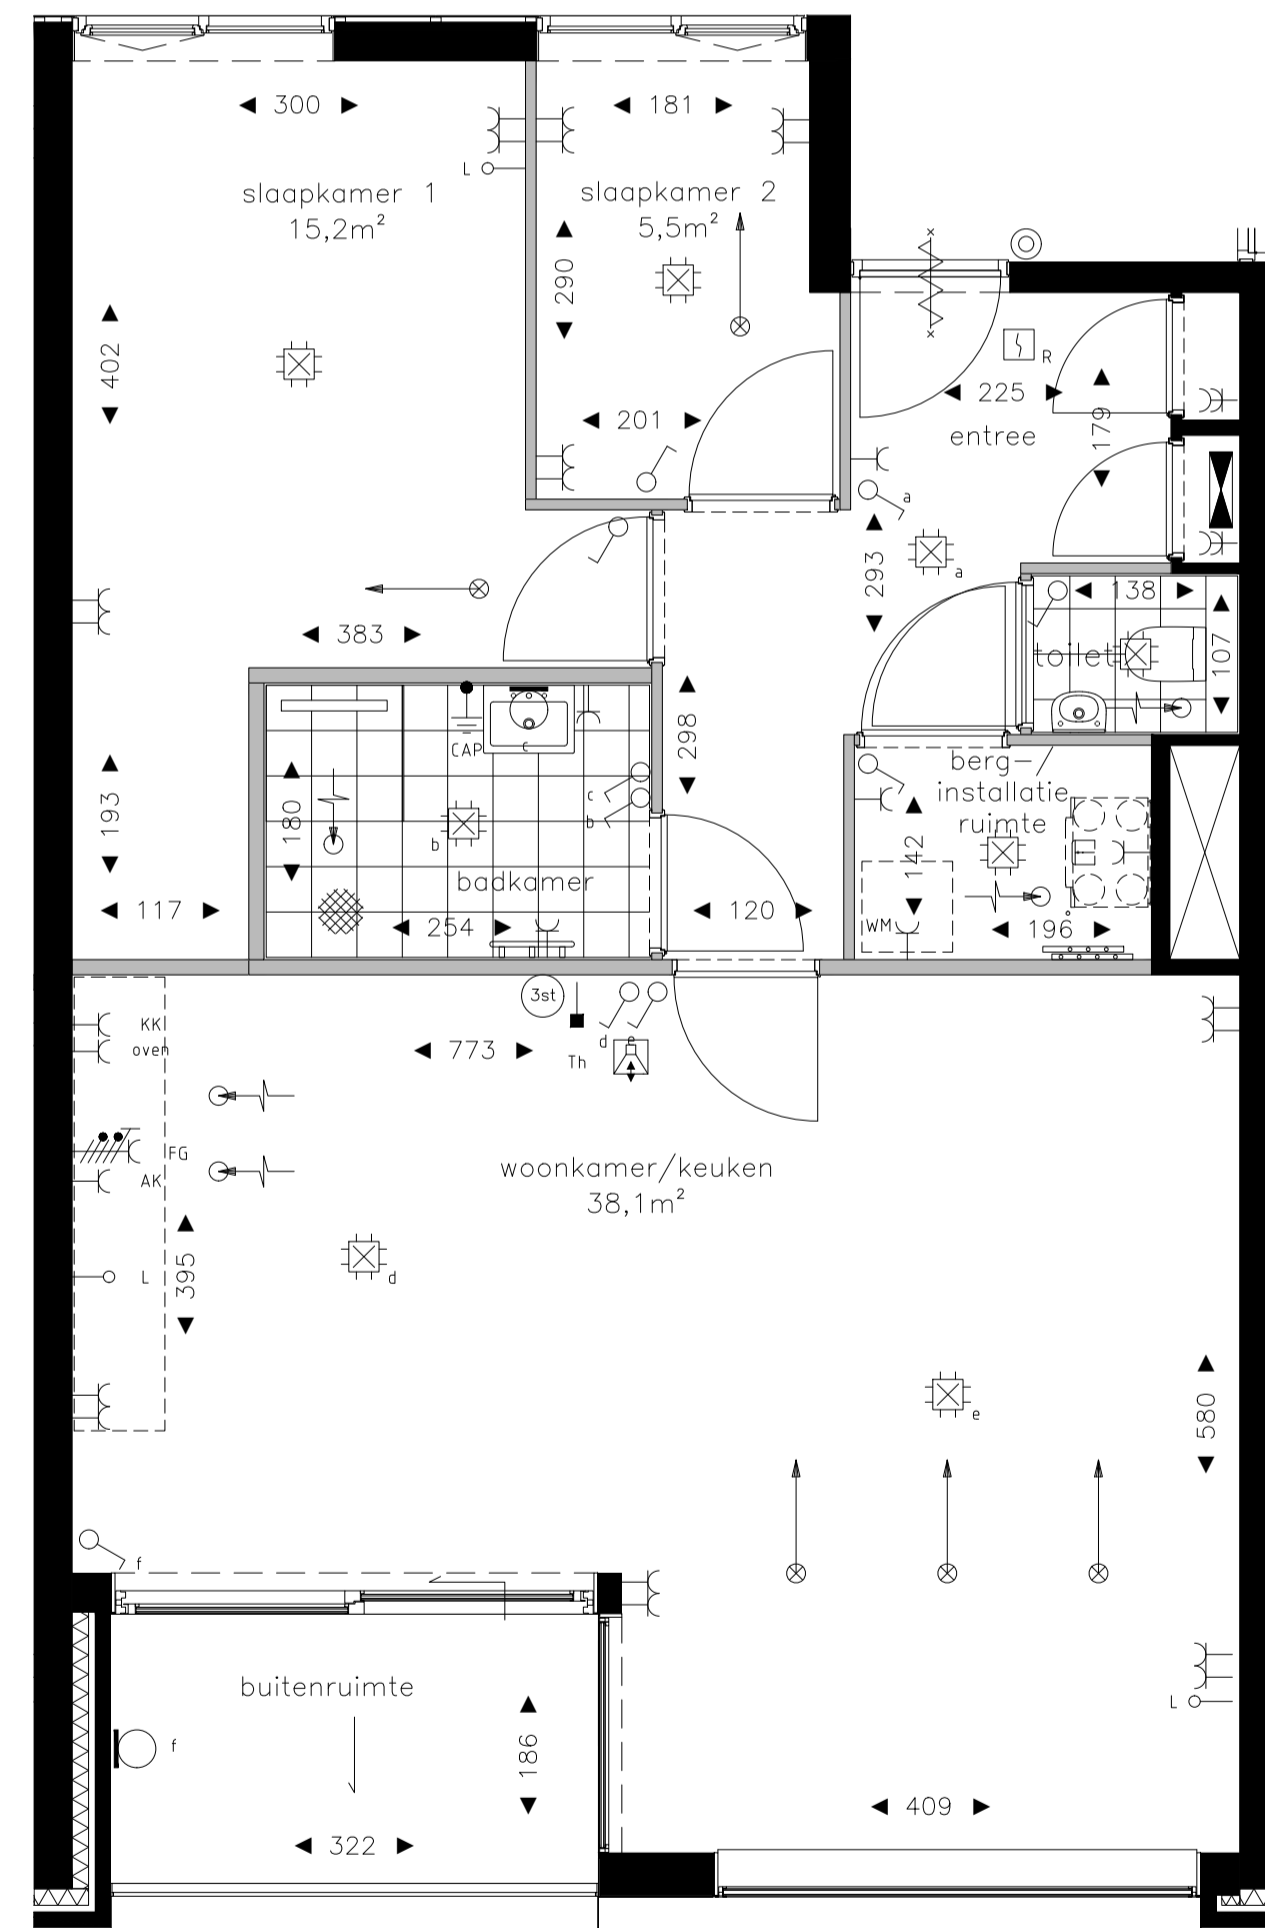 300
181
L
slaapkamer 1
15,2m²
slaapkamer 2
5,5m²
290
402
R
225
179
201
entree
a
293
a
383
138
toilet
107
298
CAP
c
berg-
installatie
ruimte
193
180
c
b
b
142
badkamer
117
254
120
WM
196
3st
KK
oven
773
Th
d
e
FG
AK
woonkamer/keuken
38,1m²
395
L
d
580
e
f
buitenruimte
L
f
186
322
409